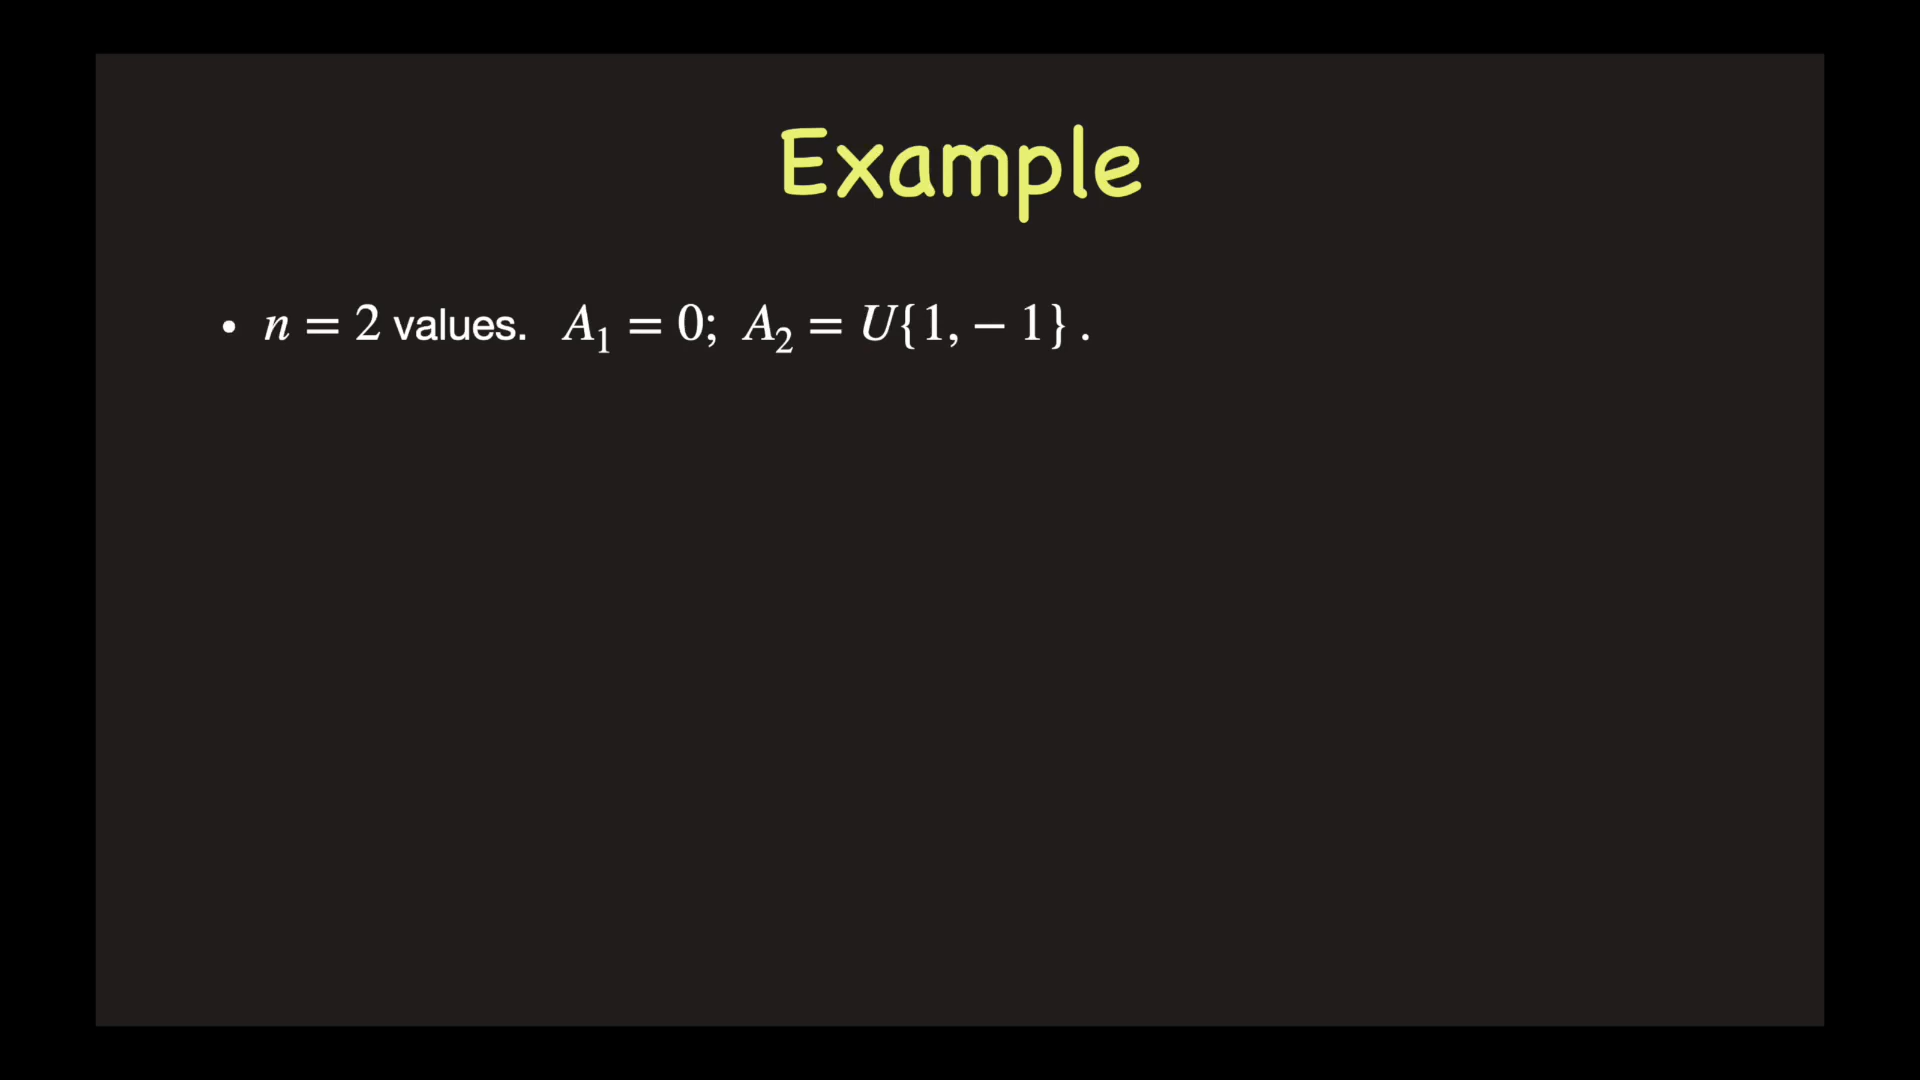 Example
• n = 2 values. A₁ = 0; A₂ = U{1, − 1} .